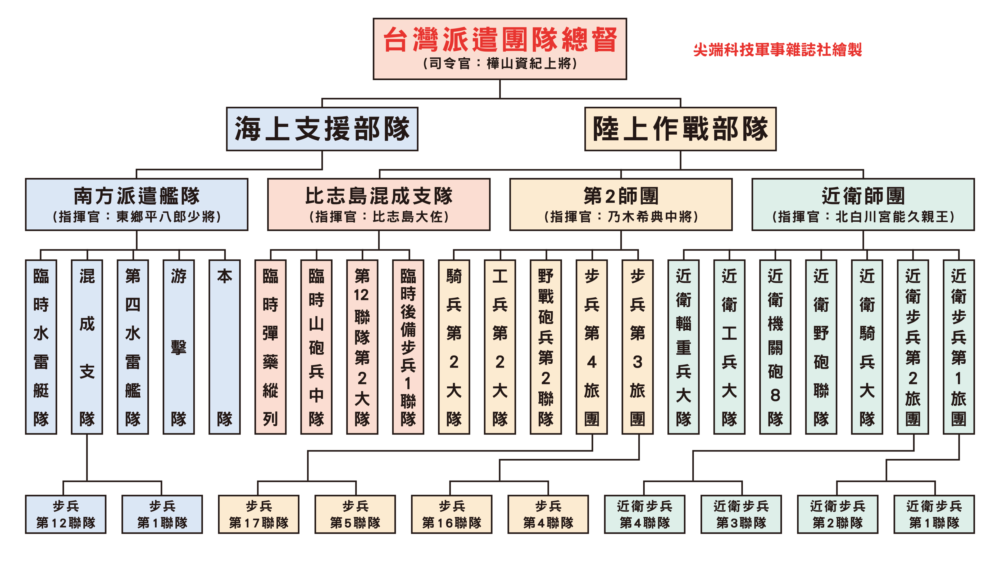 台灣派遣團隊總督
(司令官：樺山資紀上將)
尖端科技軍事雜誌社繪製
海上支援部隊
陸上作戰部隊
南方派遣艦隊
(指揮官：東鄉平八郎少將)
比志島混成支隊
(指揮官：比志島大佐)
第2師團
(指揮官：乃木希典中將)
近衛師團
(指揮官：北白川宮能久親王)
臨時水雷艇隊
混成支隊
第四水雷艦隊
游擊隊
本隊
臨時彈藥縱列
臨時山砲兵中隊
第12聯隊第2大隊
臨時後備步兵1聯隊
騎兵第2大隊
工兵第2大隊
野戰砲兵第2聯隊
步兵第4旅團
步兵第3旅團
近衛輜重兵大隊
近衛工兵大隊
近衛機關砲8隊
近衛野砲聯隊
近衛騎兵大隊
近衛步兵第2旅團
近衛步兵第1旅團
步兵
第12聯隊
步兵
第1聯隊
步兵
第17聯隊
步兵
第5聯隊
步兵
第16聯隊
步兵
第4聯隊
近衛步兵
第4聯隊
近衛步兵
第3聯隊
近衛步兵
第2聯隊
近衛步兵
第1聯隊